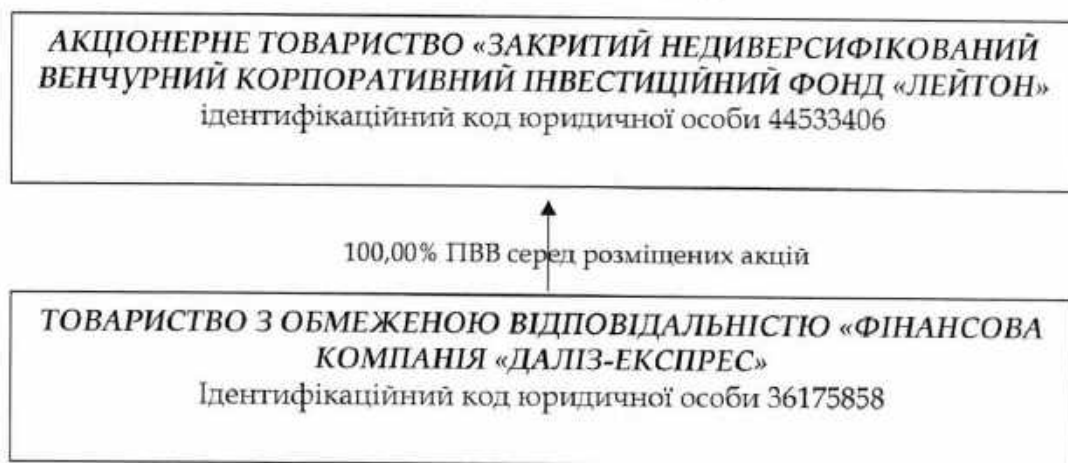 АКЦІОНЕРНЕ ТОВАРИСТВО «ЗАКРИТИЙ НЕДИВЕРСИФІКОВАНИЙ
ВЕНЧУРНИЙ КОРПОРАТИВНИЙ ІНВЕСТИЦІЙНИЙ ФОНД «ЛЕЙТОН»
ідентифікаційний код юридичної особи 44533406
100,00% ПВВ серед розміщених акцій
ТОВАРИСТВО З ОБМЕЖЕНОЮ ВІДПОВІДАЛЬНІСТЮ «ФІНАНСОВА
КОМПАНІЯ «ДАЛІЗ-ЕКСПРЕС»
Ідентифікаційний код юридичної особи 36175858